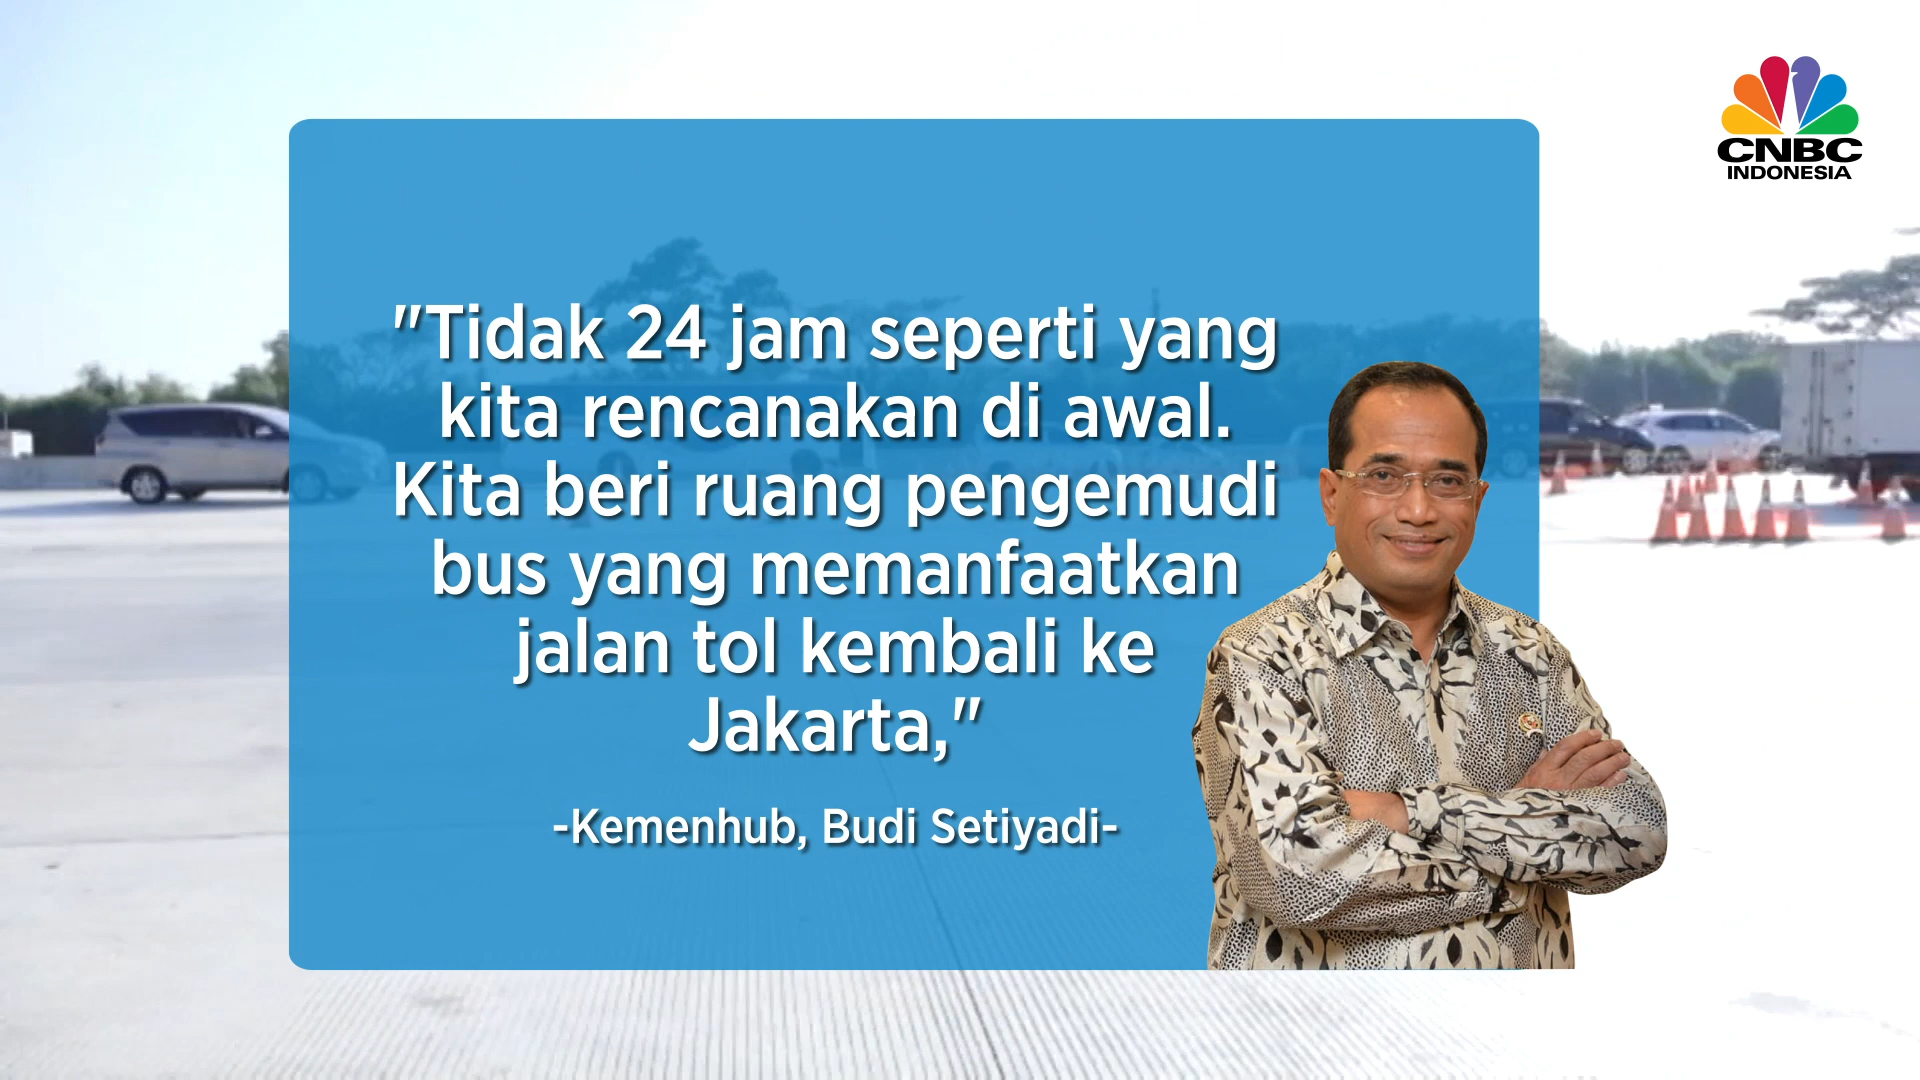 CNBC
INDONESIA
"Tidak 24 jam seperti yang
kita rencanakan di awal.
Kita beri ruang pengemudi
bus yang memanfaatkan
jalan tol kembali ke
Jakarta,"
-Kemenhub, Budi Setiyadi-